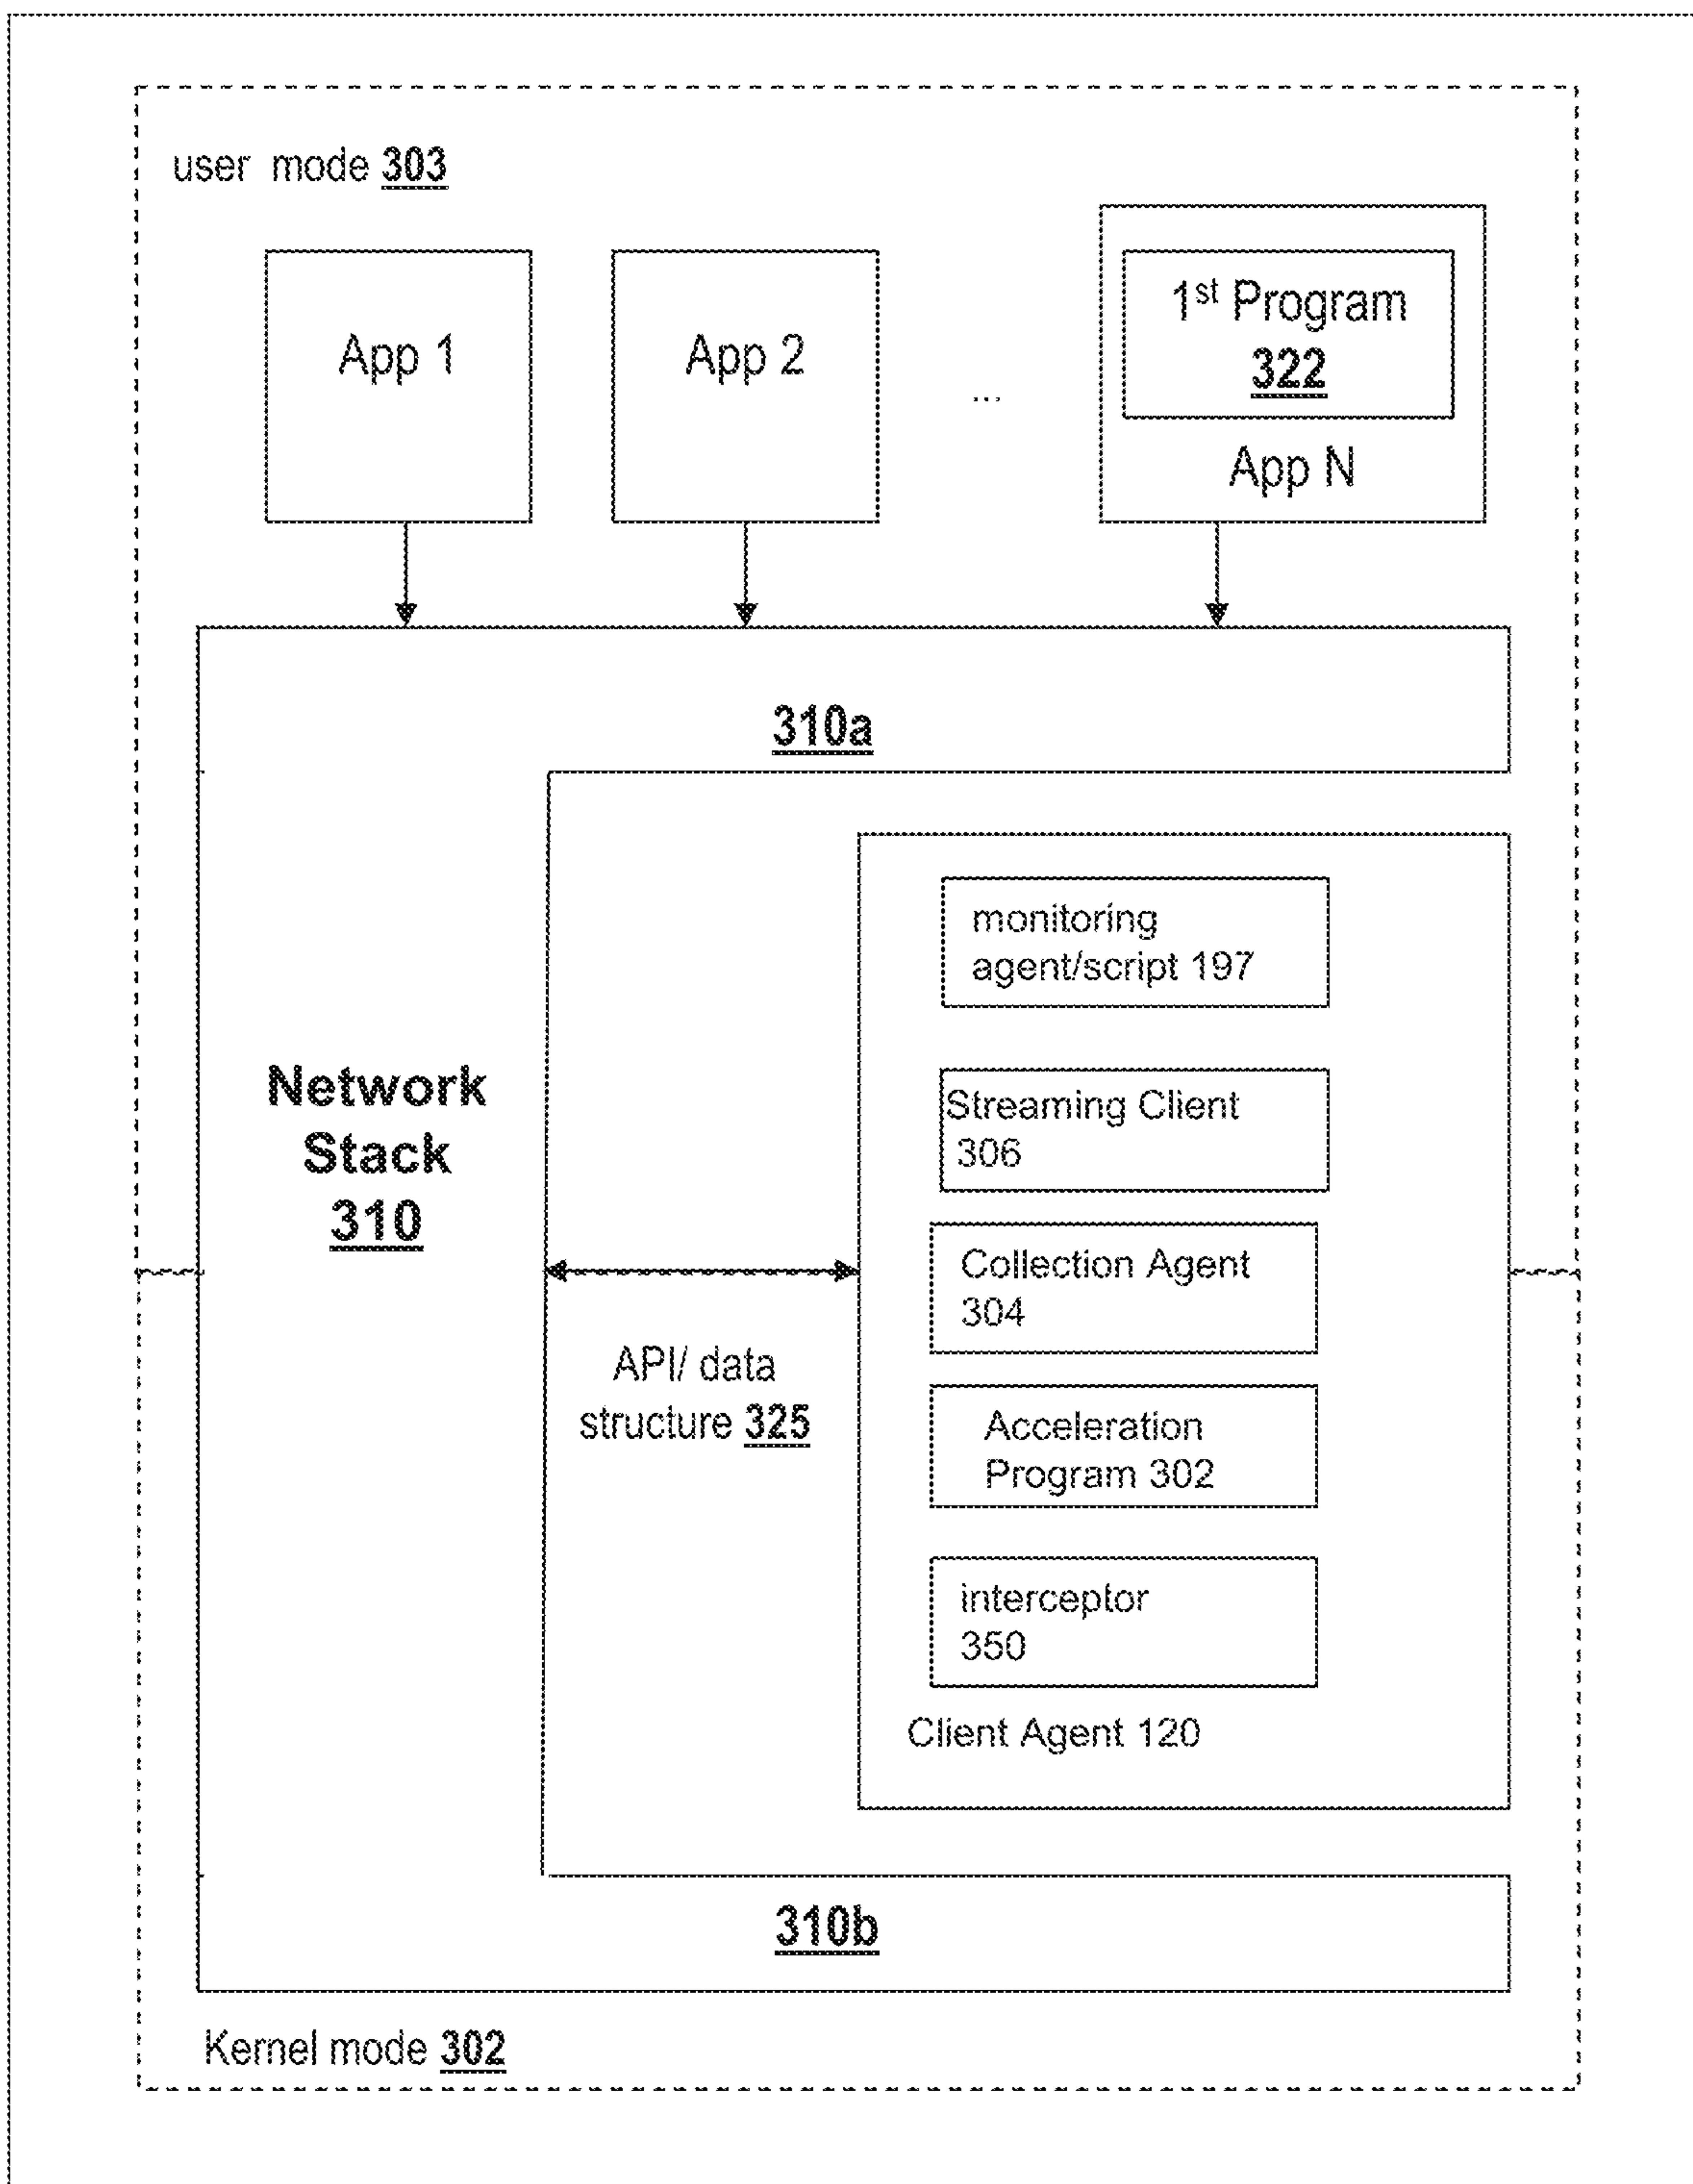 user mode 303
App 1
App 2
...
1st Program
322
App N
310a
Network
Stack
310
API/ data
structure 325
monitoring
agent/script 197
Streaming Client
306
Collection Agent
304
Acceleration
Program 302
interceptor
350
Client Agent 120
310b
Kernel mode 302